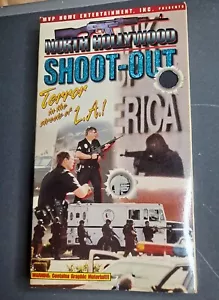 MVP HOME ENTERTAINMENT, INC. PRESENTS
NORTH HOLLYWOOD
SHOOT-OUT
ERICA
Terror
in the
streets of
L.A!
Warning: Contains Graphic Material!